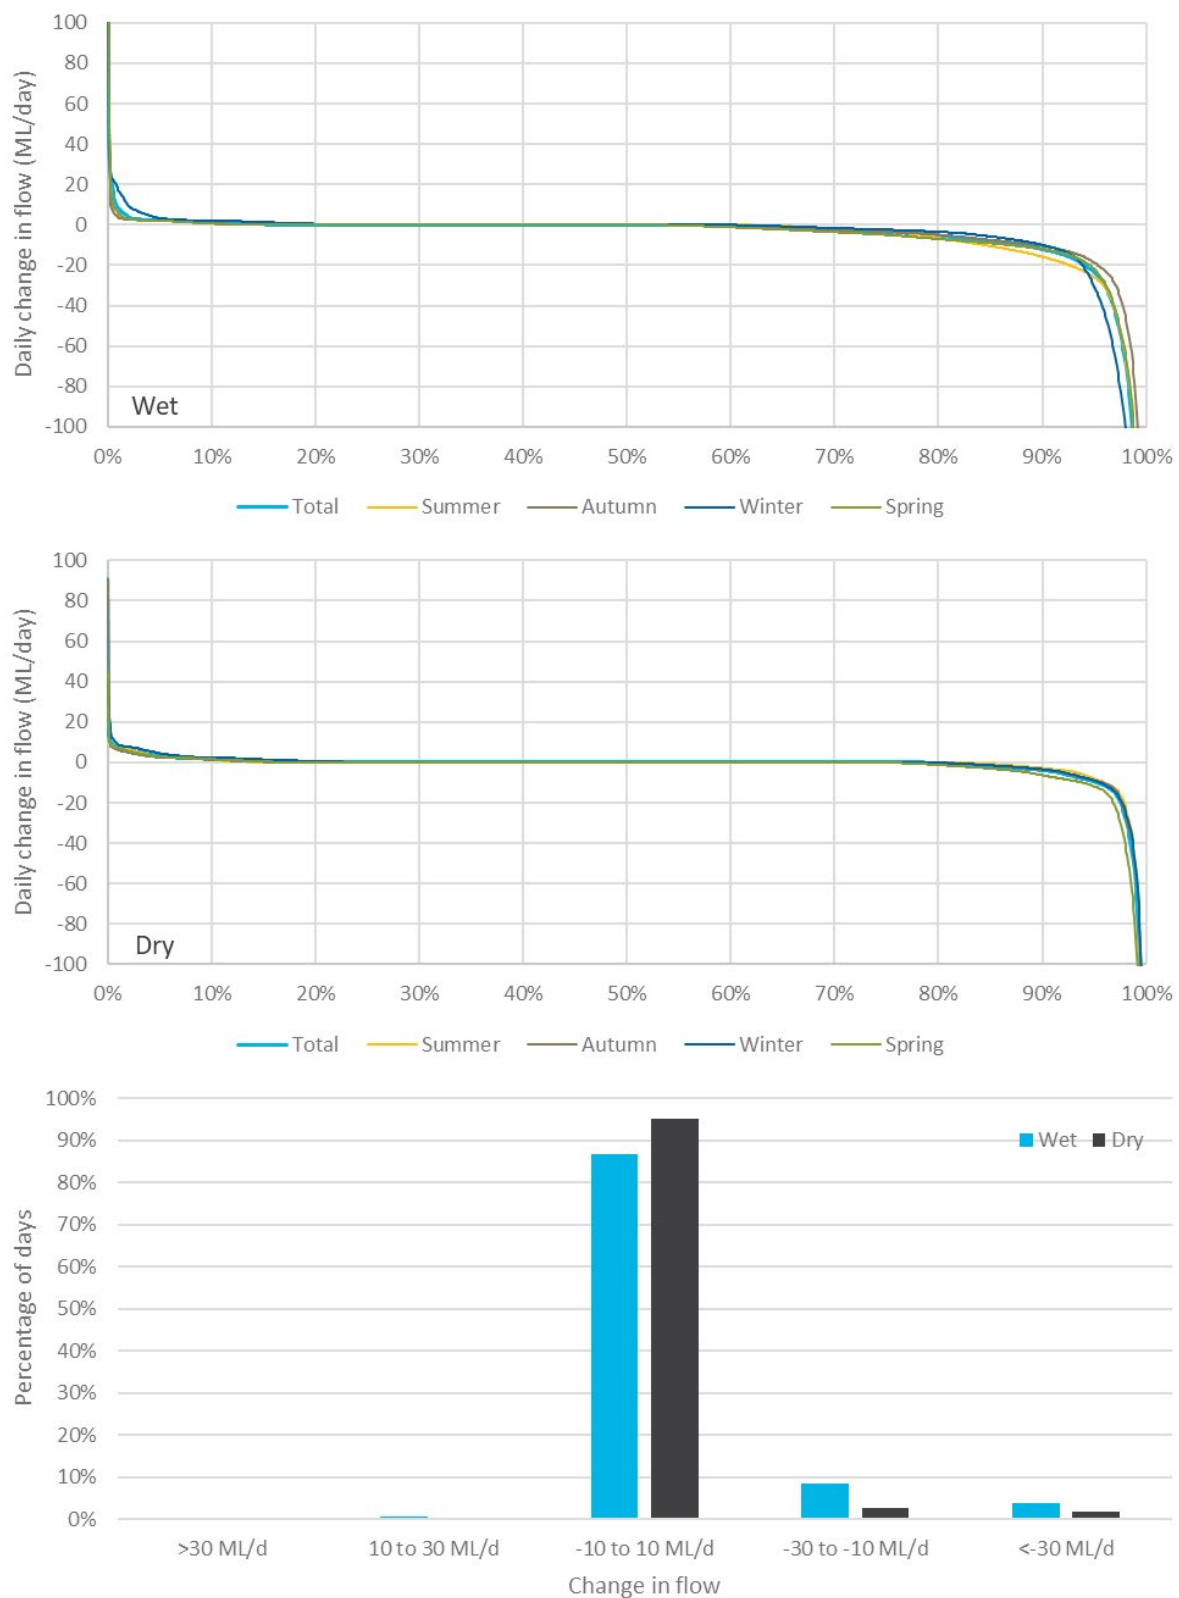 100
80
60
40
20
0
-20
-40
-60
-80
-100
Daily change in flow (ML/day)
Wet
0% 10% 20% 30% 40% 50% 60% 70% 80% 90% 100%
Total Summer Autumn Winter Spring
100
80
60
40
20
0
-20
-40
-60
-80
-100
Daily change in flow (ML/day)
Dry
0% 10% 20% 30% 40% 50% 60% 70% 80% 90% 100%
Total Summer Autumn Winter Spring
100%
90%
80%
70%
60%
50%
40%
30%
20%
10%
0%
Percentage of days
Wet Dry
>30 ML/d 10 to 30 ML/d -10 to 10 ML/d -30 to -10 ML/d <-30 ML/d
Change in flow